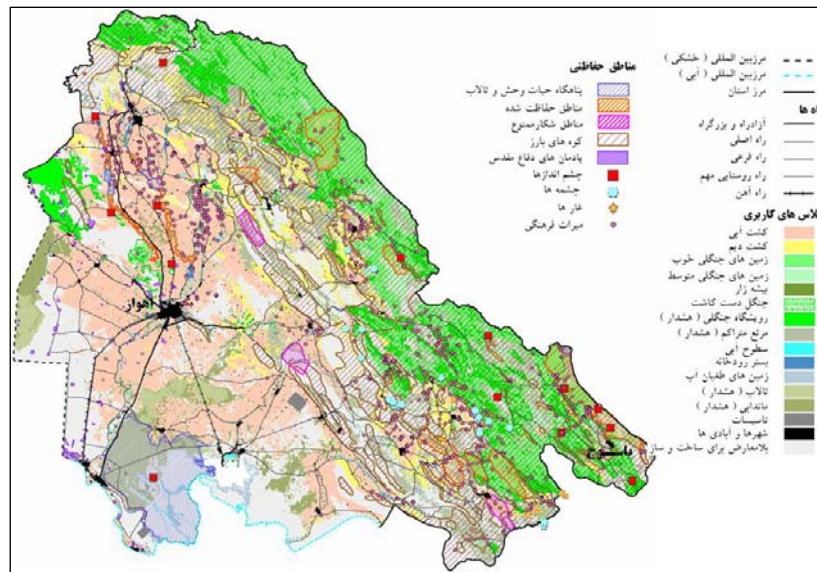 مناطق حفاظتی
پناهگاه حیات وحش و تالاب
مناطق حفاظت شده
مناطق شکارممنوع
کوه های بارز
یادمان های دفاع مقدس
چشم اندازها
چشمه ها
غار ها
میراث فرهنگی
مرزبین المللی ( خشکی )
مرزبین المللی ( آبی )
مرز استان
اه ها
آزادراه و بزرگراه
راه اصلی
راه فرعی
راه روستایی مهم
راه آهن
لاس های کاربری
کشت آبی
کشت دیم
زمین های جنگلی خوب
زمین های جنگلی متوسط
بیشه زار
جنگل دست کاشت
رویشگاه جنگلی ( هشدار )
مرتع متراکم ( هشدار )
سطوح آبی
بستر رودخانه
زمین های طغیان آب
تالاب ( هشدار )
ماندابی ( هشدار )
تاسیسات
شهرها و آبادی ها
بلامعارض برای ساخت و ساز
اهواز
یاسوج